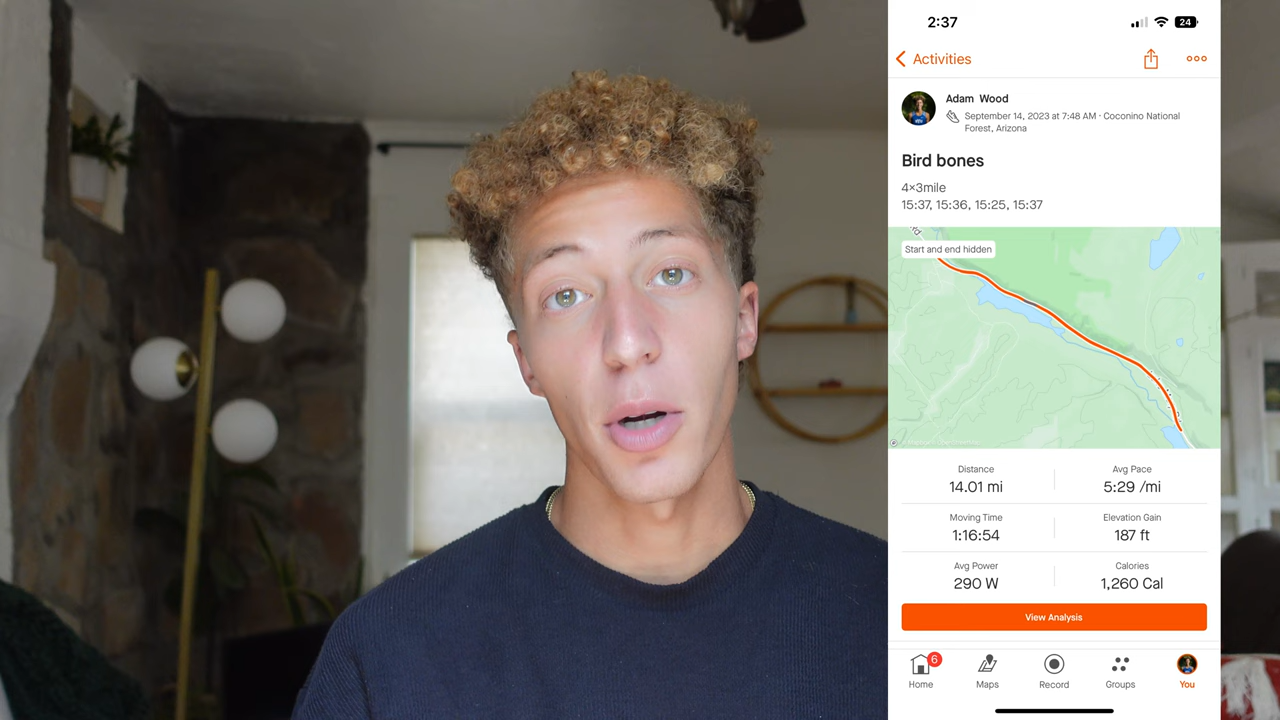 2:37
24
Activities
Adam Wood
September 14, 2023 at 7:48 AM · Coconino National
Forest, Arizona
Bird bones
4x3mile
15:37, 15:36, 15:25, 15:37
Start and end hidden
Distance
14.01 mi
Avg Pace
5:29 /mi
Moving Time
1:16:54
Elevation Gain
187 ft
Avg Power
290 W
Calories
1,260 Cal
View Analysis
6
Home
Maps
Record
Groups
You